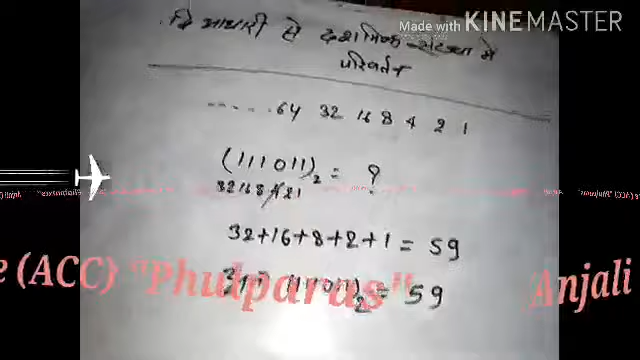 Made with KINEMASTER
द्विआधारी से दशमिक संख्या में
परिवर्तन
...... 64 32 16 8 4 2 1
(111011)₂ = ?
32 16 8 4 2 1
32+16+8+2+1 = 59
(111011)₂ = 59
e (ACC) "Phulparas" Anjali